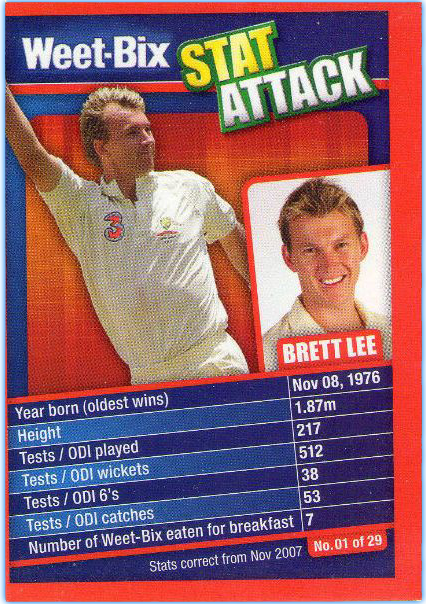 Weet-Bix STAT
ATTACK
3
BRETT LEE
Year born (oldest wins) Nov 08, 1976
Height 1.87m
Tests / ODI played 217
Tests / ODI wickets 512
Tests / ODI 6's 38
Tests / ODI catches 53
Number of Weet-Bix eaten for breakfast 7
Stats correct from Nov 2007 No.01 of 29